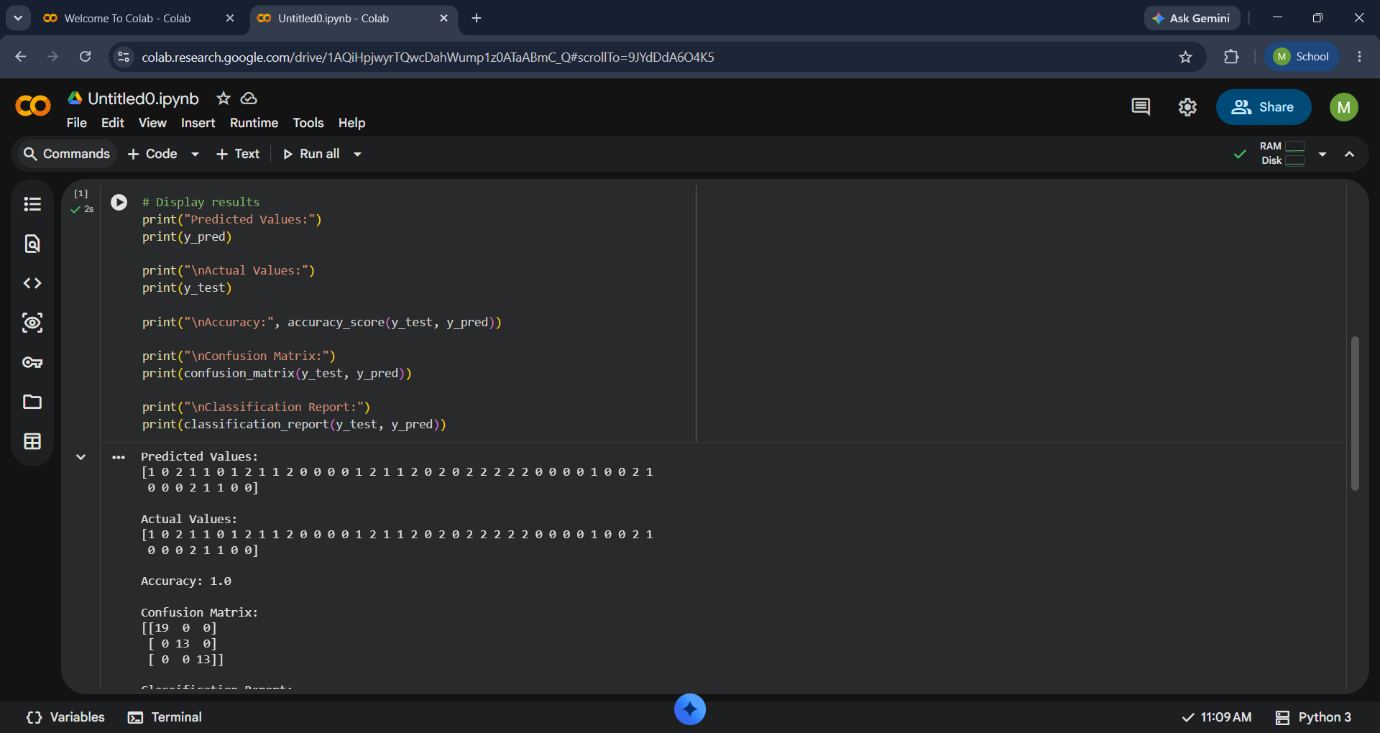 Welcome To Colab - Colab
Untitled0.ipynb - Colab
Ask Gemini
colab.research.google.com/drive/1AQiHpjwyrTQwcDahWump1z0ATaABmC_Q#scrollTo=9JYdDdA6O4K5
M School
Untitled0.ipynb
Share
M
File Edit View Insert Runtime Tools Help
Commands + Code + Text Run all
RAM
Disk
[1]
2s
# Display results
print("Predicted Values:")
print(y_pred)
print("\nActual Values:")
print(y_test)
print("\nAccuracy:", accuracy_score(y_test, y_pred))
print("\nConfusion Matrix:")
print(confusion_matrix(y_test, y_pred))
print("\nClassification Report:")
print(classification_report(y_test, y_pred))
Predicted Values:
[1 0 2 1 1 0 1 2 1 1 2 0 0 0 0 1 2 1 1 2 0 2 0 2 2 2 2 2 0 0 0 0 1 0 0 2 1
0 0 0 2 1 1 0 0]
Actual Values:
[1 0 2 1 1 0 1 2 1 1 2 0 0 0 0 1 2 1 1 2 0 2 0 2 2 2 2 2 0 0 0 0 1 0 0 2 1
0 0 0 2 1 1 0 0]
Accuracy: 1.0
Confusion Matrix:
[[19 0 0]
[ 0 13 0]
[ 0 0 13]]
Classification Report:
{} Variables
Terminal
11:09 AM
Python 3